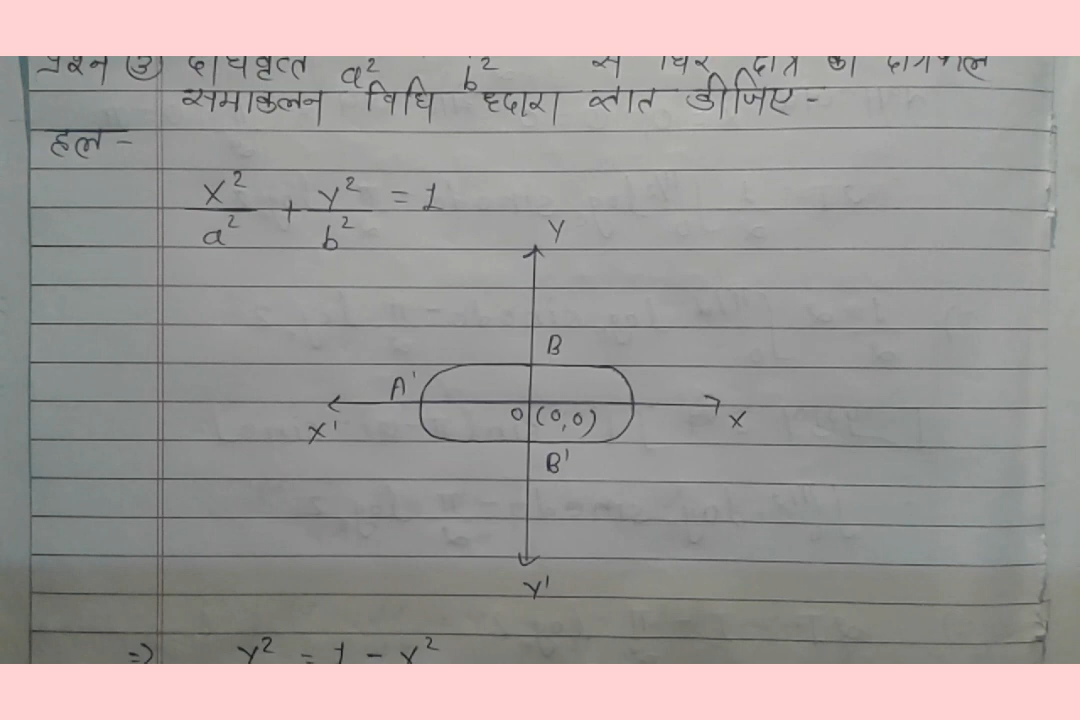 प्रश्न ③ दीर्घवृत्त a² b² से घिरे क्षेत्र का क्षेत्रफल
समाकलन विधि द्वारा ज्ञात कीजिए -
हल -
x² / a² + y² / b² = 1
Y
B
A'
O (0,0)
X' X
B'
Y'
=) y² = 1 - x²